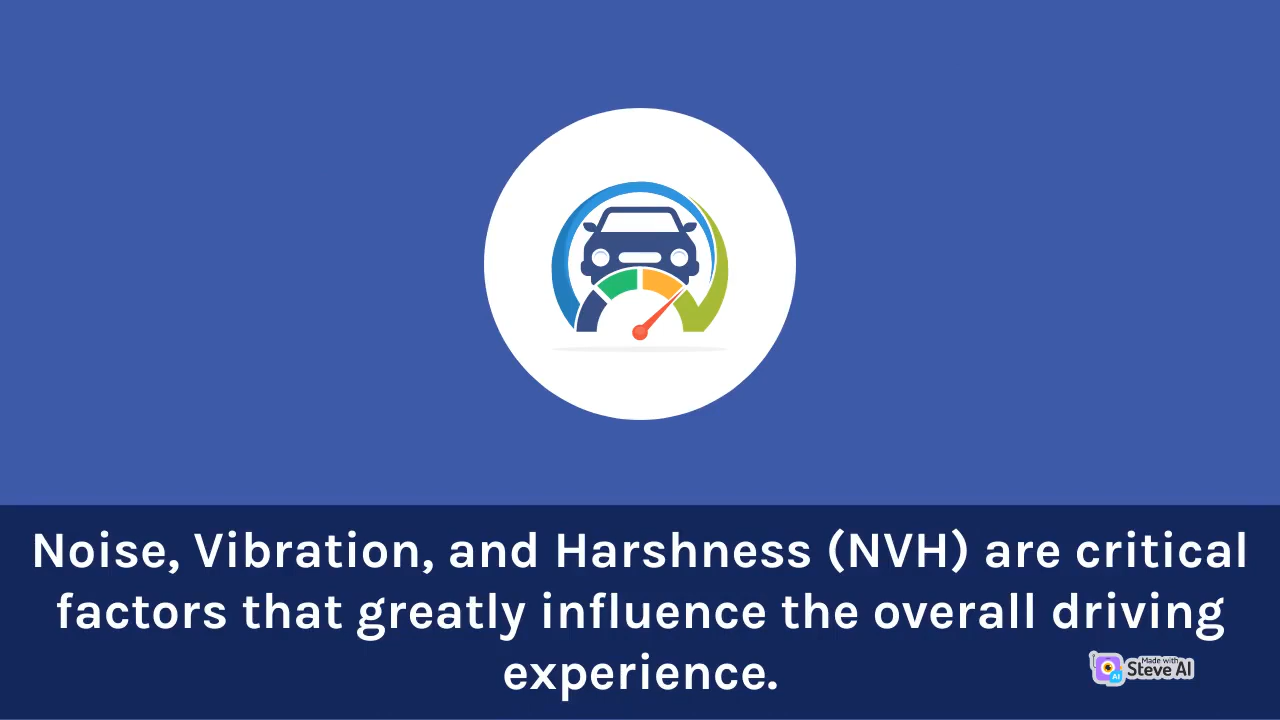 Noise, Vibration, and Harshness (NVH) are critical
factors that greatly influence the overall driving
experience.
Made with
Steve AI
AI